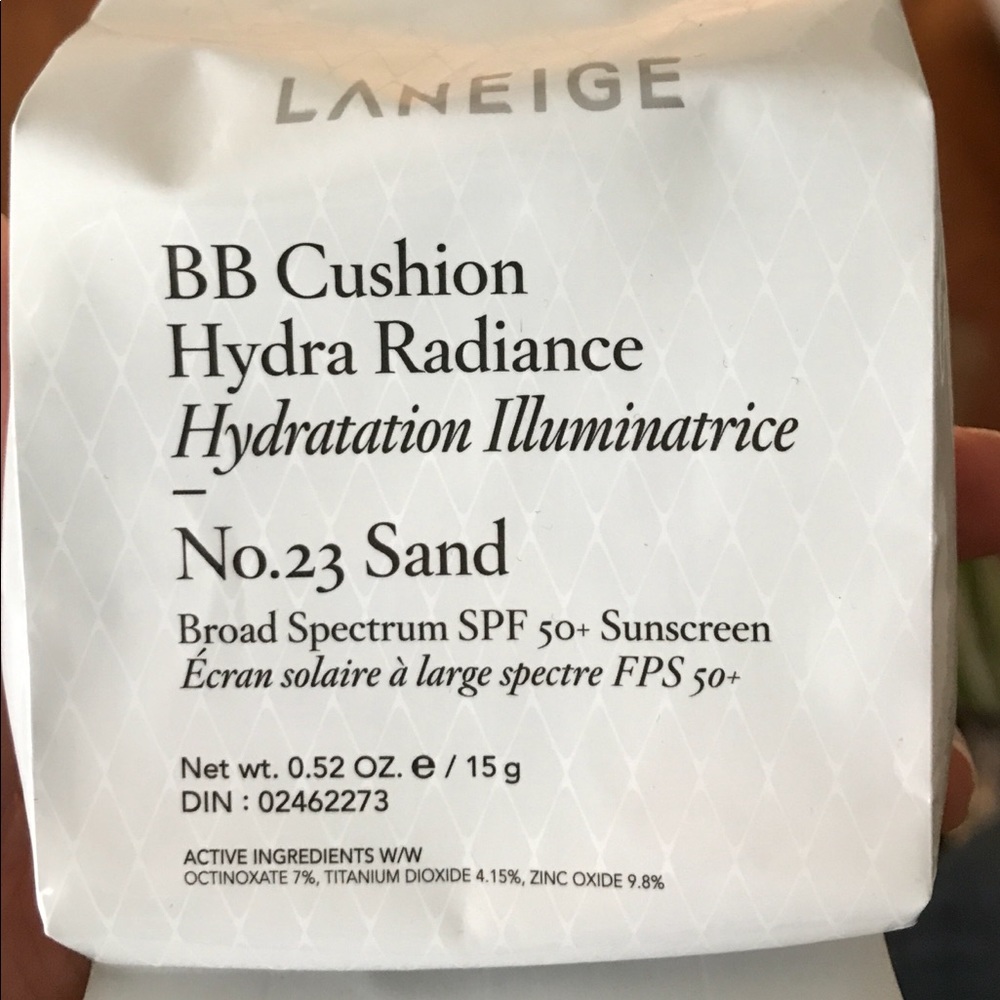 LANEIGE
BB Cushion
Hydra Radiance
Hydratation Illuminatrice
—
No.23 Sand
Broad Spectrum SPF 50+ Sunscreen
Écran solaire à large spectre FPS 50+
Net wt. 0.52 OZ. ℮ / 15 g
DIN : 02462273
ACTIVE INGREDIENTS W/W
OCTINOXATE 7%, TITANIUM DIOXIDE 4.15%, ZINC OXIDE 9.8%